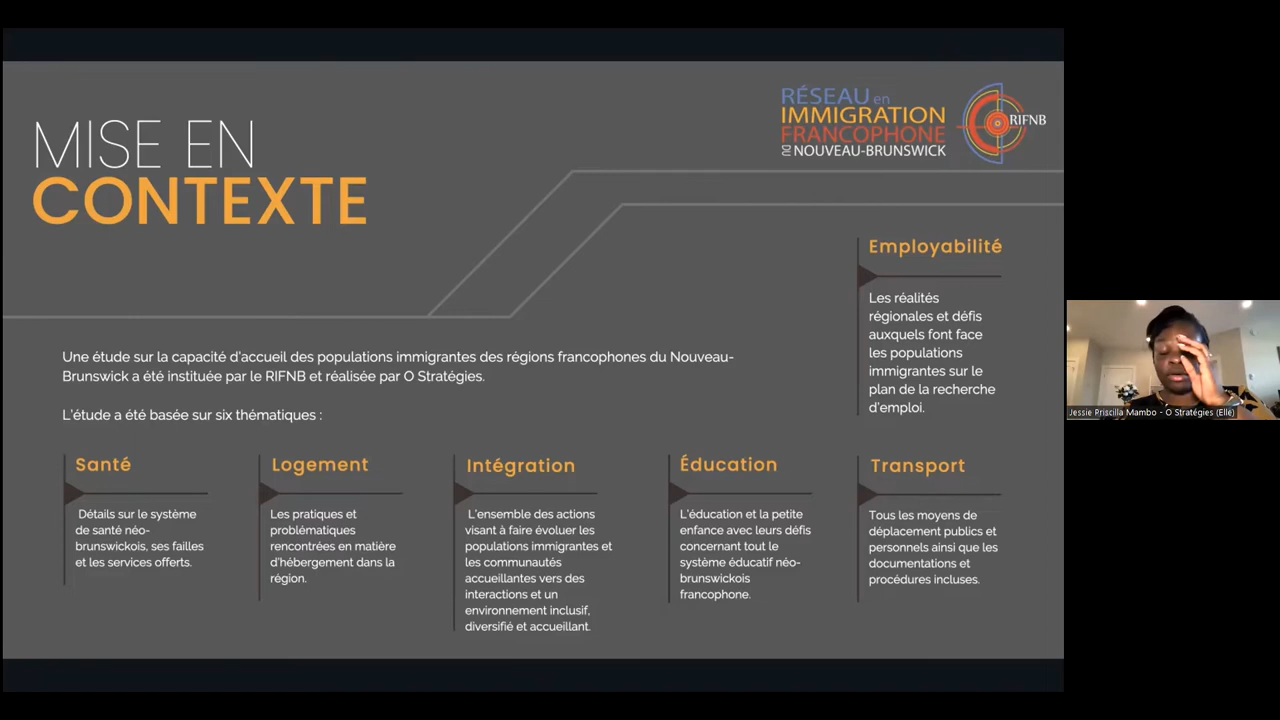 RÉSEAU en
IMMIGRATION
FRANCOPHONE
DU NOUVEAU-BRUNSWICK
RIFNB
MISE EN
CONTEXTE
Employabilité
Les réalités
régionales et défis
auxquels font face
les populations
immigrantes sur le
plan de la recherche
d'emploi.
Une étude sur la capacité d'accueil des populations immigrantes des régions francophones du Nouveau-
Brunswick a été instituée par le RIFNB et réalisée par O Stratégies.
L'étude a été basée sur six thématiques :
Santé
Détails sur le système
de santé néo-
brunswickois, ses failles
et les services offerts.
Logement
Les pratiques et
problématiques
rencontrées en matière
d'hébergement dans la
région.
Intégration
L'ensemble des actions
visant à faire évoluer les
populations immigrantes et
les communautés
accueillantes vers des
interactions et un
environnement inclusif,
diversifié et accueillant.
Éducation
L'éducation et la petite
enfance avec leurs défis
concernant tout le
système éducatif néo-
brunswickois
francophone.
Transport
Tous les moyens de
déplacement publics et
personnels ainsi que les
documentations et
procédures incluses.
Jessie Priscilla Mambo - O Stratégies (Elle)